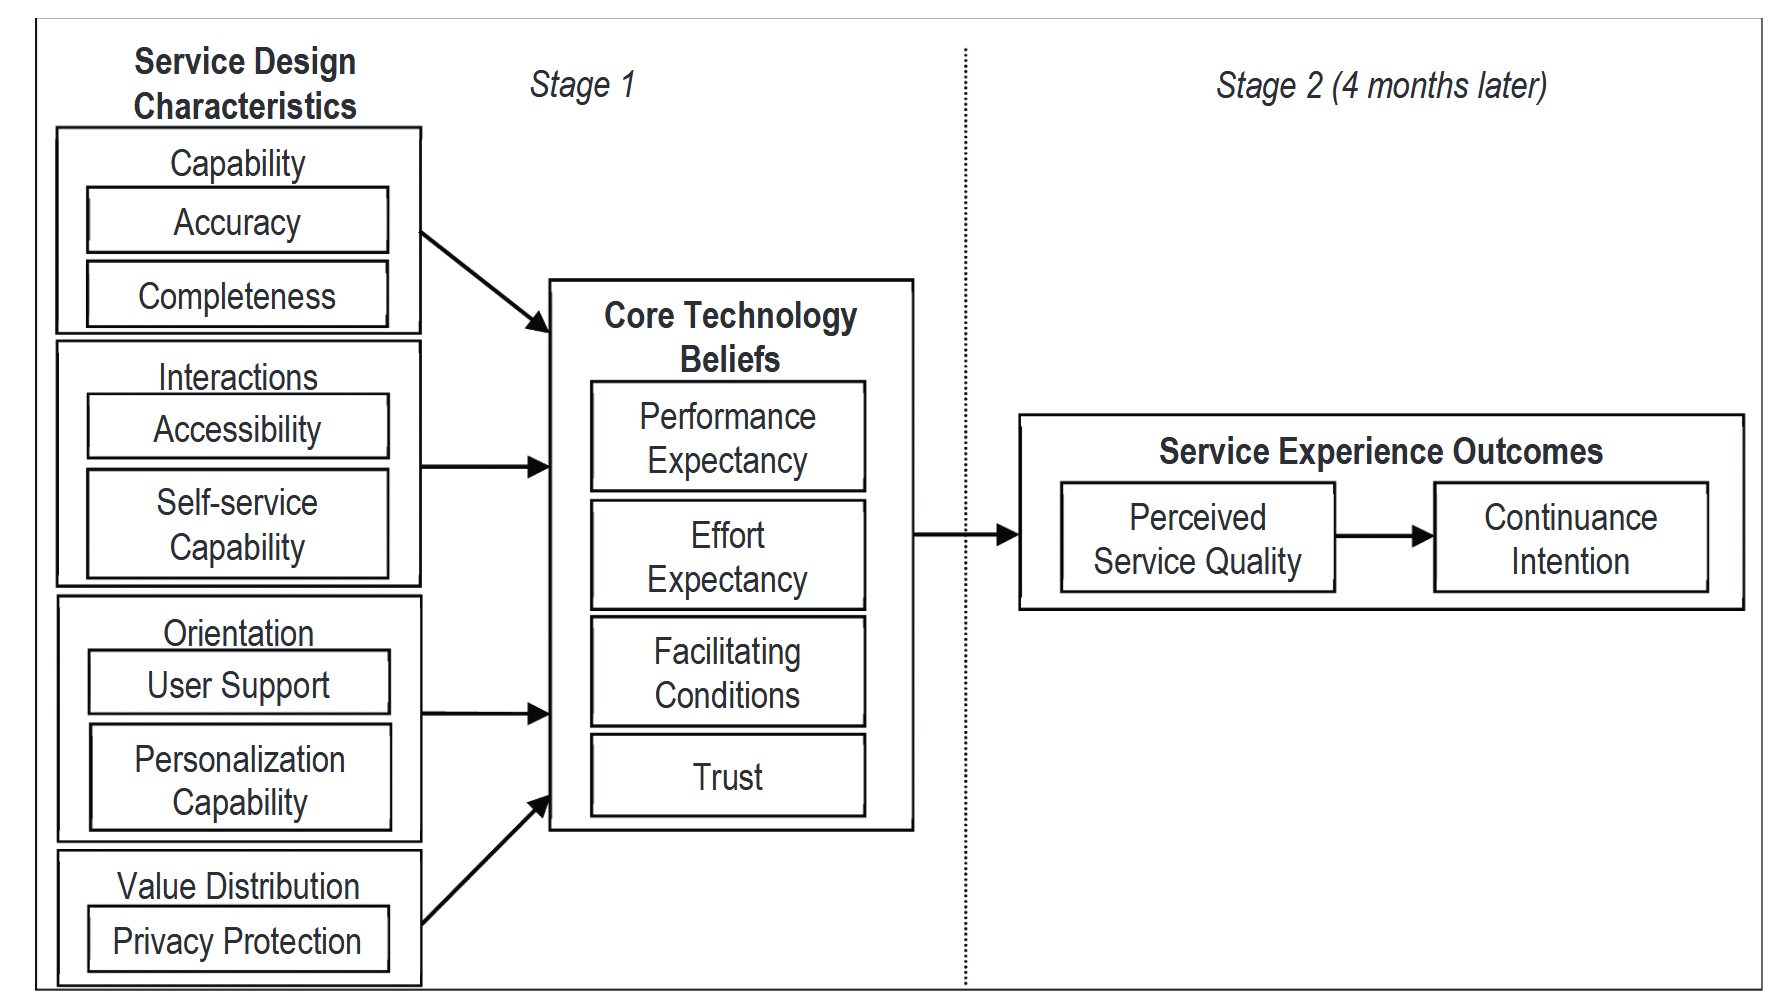 Service Design
Characteristics
Stage 1
Stage 2 (4 months later)
Capability
Accuracy
Completeness
Interactions
Accessibility
Self-service
Capability
Orientation
User Support
Personalization
Capability
Value Distribution
Privacy Protection
Core Technology
Beliefs
Performance
Expectancy
Effort
Expectancy
Facilitating
Conditions
Trust
Service Experience Outcomes
Perceived
Service Quality
Continuance
Intention